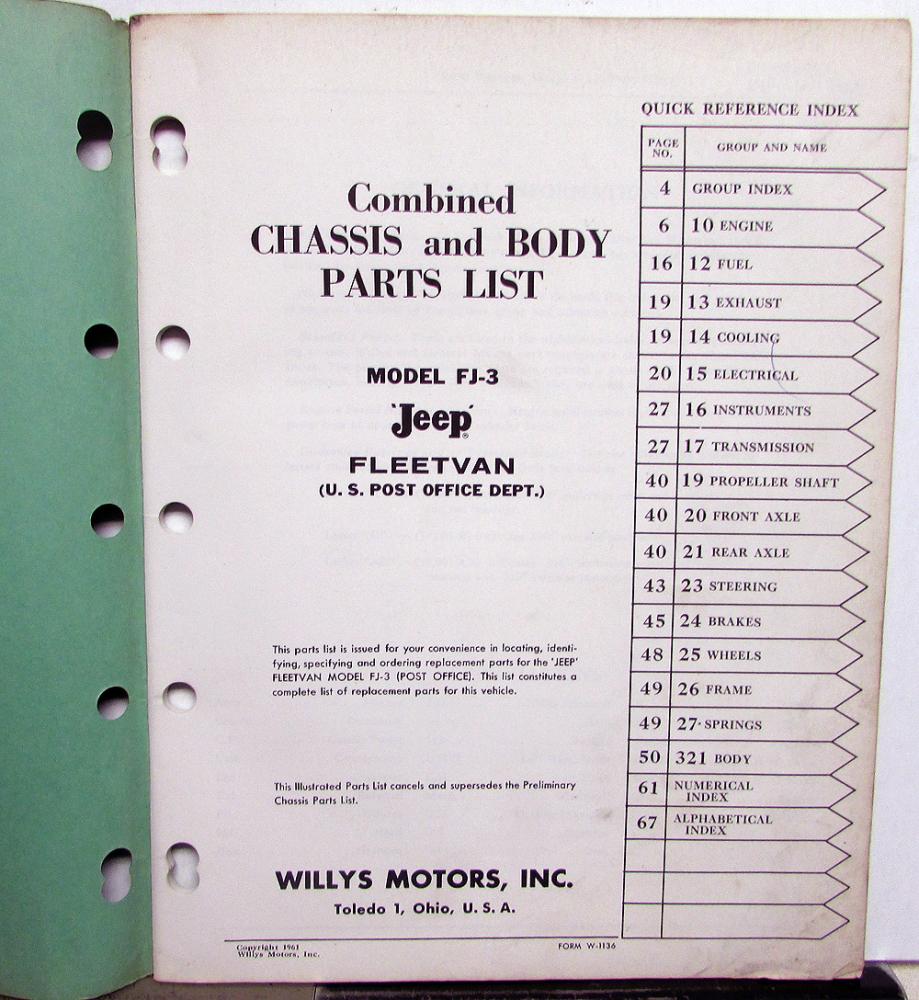 Combined
CHASSIS and BODY
PARTS LIST
MODEL FJ-3
'Jeep'®
FLEETVAN
(U. S. POST OFFICE DEPT.)
This parts list is issued for your convenience in locating, identi-
fying, specifying and ordering replacement parts for the 'JEEP'
FLEETVAN MODEL FJ-3 (POST OFFICE). This list constitutes a
complete list of replacement parts for this vehicle.
This Illustrated Parts List cancels and supersedes the Preliminary
Chassis Parts List.
WILLYS MOTORS, INC.
Toledo 1, Ohio, U. S. A.
Copyright 1961
Willys Motors, Inc.
FORM W-1136
QUICK REFERENCE INDEX
PAGE NO. GROUP AND NAME
4 GROUP INDEX
6 10 ENGINE
16 12 FUEL
19 13 EXHAUST
19 14 COOLING
20 15 ELECTRICAL
27 16 INSTRUMENTS
27 17 TRANSMISSION
40 19 PROPELLER SHAFT
40 20 FRONT AXLE
40 21 REAR AXLE
43 23 STEERING
45 24 BRAKES
48 25 WHEELS
49 26 FRAME
49 27 SPRINGS
50 321 BODY
61 NUMERICAL
INDEX
67 ALPHABETICAL
INDEX